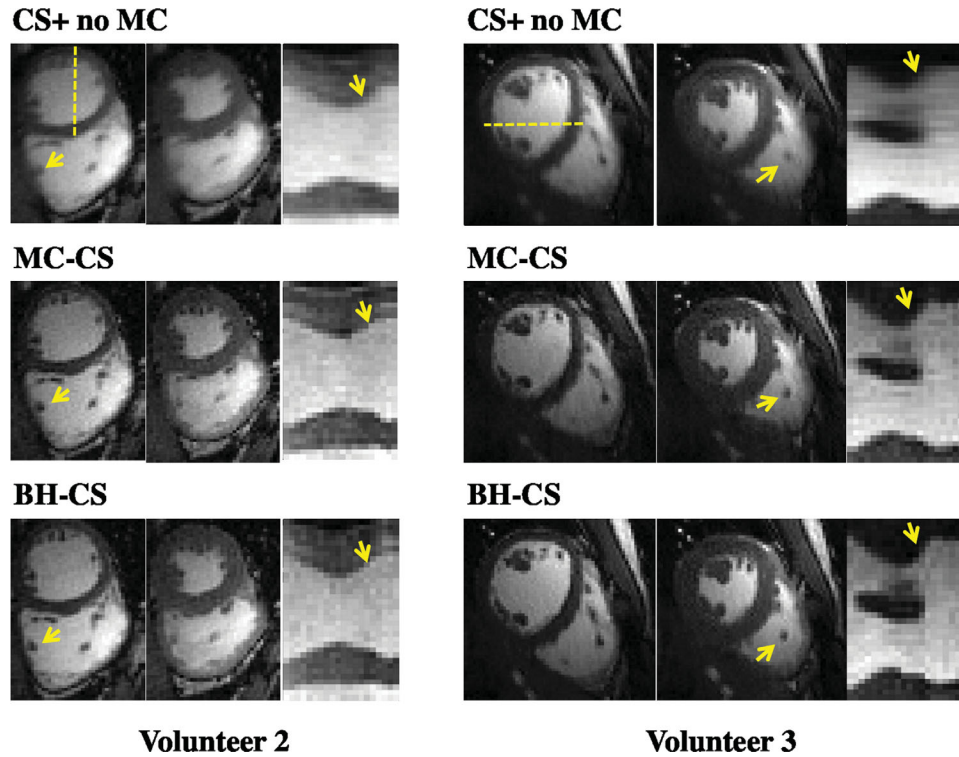 CS+ no MC
CS+ no MC
MC-CS
MC-CS
BH-CS
BH-CS
Volunteer 2
Volunteer 3